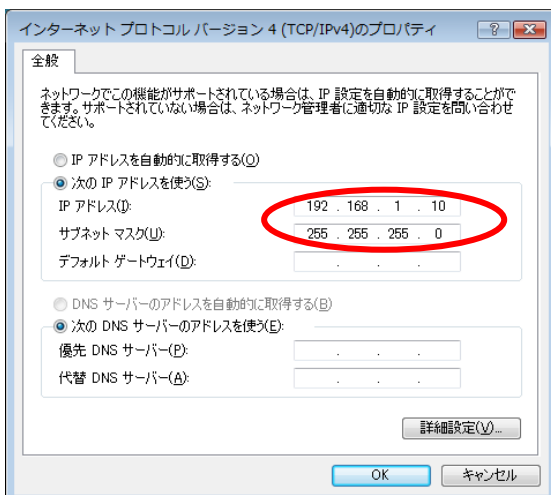 インターネット プロトコル バージョン 4 (TCP/IPv4)のプロパティ
全般
ネットワークでこの機能がサポートされている場合は、IP 設定を自動的に取得することがで
きます。サポートされていない場合は、ネットワーク管理者に適切な IP 設定を問い合わせ
てください。
IP アドレスを自動的に取得する(O)
次の IP アドレスを使う(S):
IP アドレス(I): 192 . 168 . 1 . 10
サブネット マスク(U): 255 . 255 . 255 . 0
デフォルト ゲートウェイ(D): . . .
DNS サーバーのアドレスを自動的に取得する(B)
次の DNS サーバーのアドレスを使う(E):
優先 DNS サーバー(P): . . .
代替 DNS サーバー(A): . . .
詳細設定(V)...
OK キャンセル